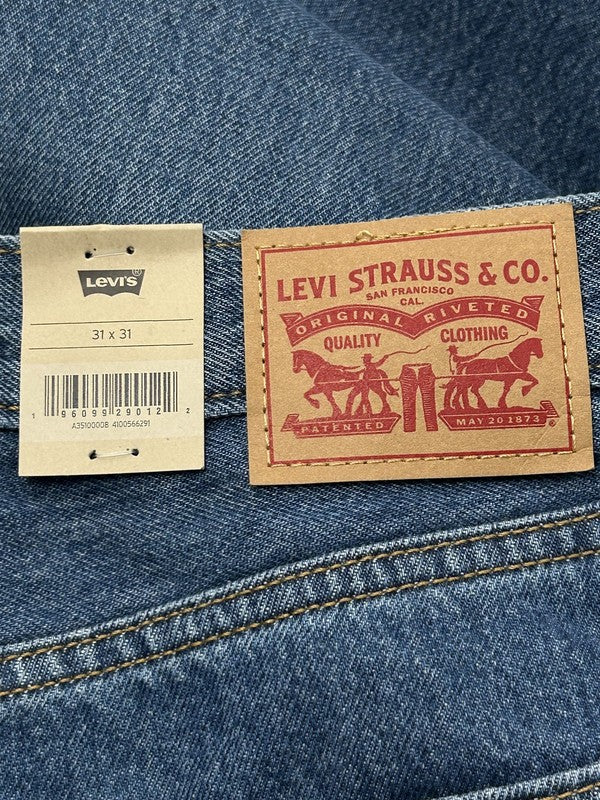 LEVI'S®
31 x 31
1 96099 29012 2
A3510000B 4100566291
LEVI STRAUSS & CO.
SAN FRANCISCO
CAL.
ORIGINAL RIVETED
QUALITY CLOTHING
PATENTED MAY 20 1873
®